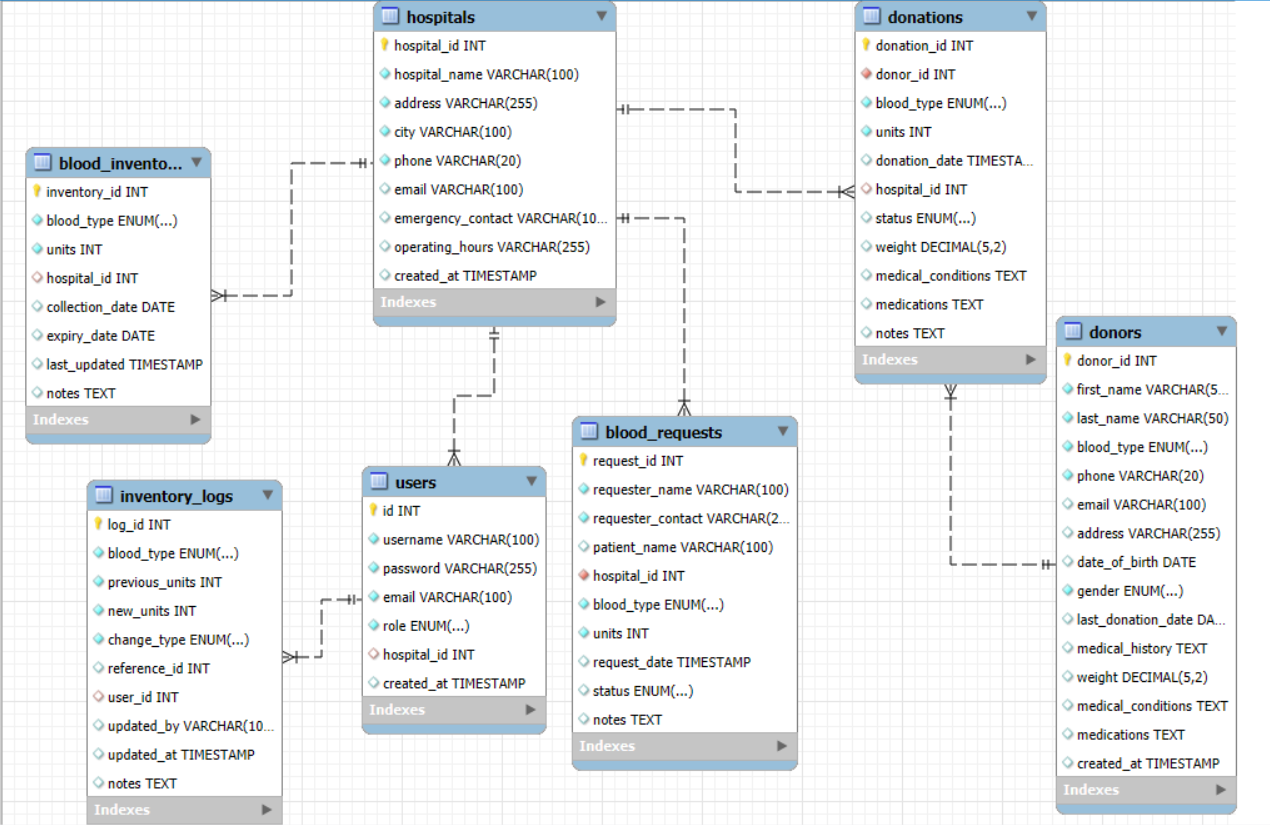 hospitals
hospital_id INT
hospital_name VARCHAR(100)
address VARCHAR(255)
city VARCHAR(100)
phone VARCHAR(20)
email VARCHAR(100)
emergency_contact VARCHAR(10...
operating_hours VARCHAR(255)
created_at TIMESTAMP
Indexes
donations
donation_id INT
donor_id INT
blood_type ENUM(...)
units INT
donation_date TIMESTA...
hospital_id INT
status ENUM(...)
weight DECIMAL(5,2)
medical_conditions TEXT
medications TEXT
notes TEXT
Indexes
blood_invento...
inventory_id INT
blood_type ENUM(...)
units INT
hospital_id INT
collection_date DATE
expiry_date DATE
last_updated TIMESTAMP
notes TEXT
Indexes
donors
donor_id INT
first_name VARCHAR(5...
last_name VARCHAR(50)
blood_type ENUM(...)
phone VARCHAR(20)
email VARCHAR(100)
address VARCHAR(255)
date_of_birth DATE
gender ENUM(...)
last_donation_date DA...
medical_history TEXT
weight DECIMAL(5,2)
medical_conditions TEXT
medications TEXT
created_at TIMESTAMP
Indexes
blood_requests
request_id INT
requester_name VARCHAR(100)
requester_contact VARCHAR(2...
patient_name VARCHAR(100)
hospital_id INT
blood_type ENUM(...)
units INT
request_date TIMESTAMP
status ENUM(...)
notes TEXT
Indexes
users
id INT
username VARCHAR(100)
password VARCHAR(255)
email VARCHAR(100)
role ENUM(...)
hospital_id INT
created_at TIMESTAMP
Indexes
inventory_logs
log_id INT
blood_type ENUM(...)
previous_units INT
new_units INT
change_type ENUM(...)
reference_id INT
user_id INT
updated_by VARCHAR(10...
updated_at TIMESTAMP
notes TEXT
Indexes